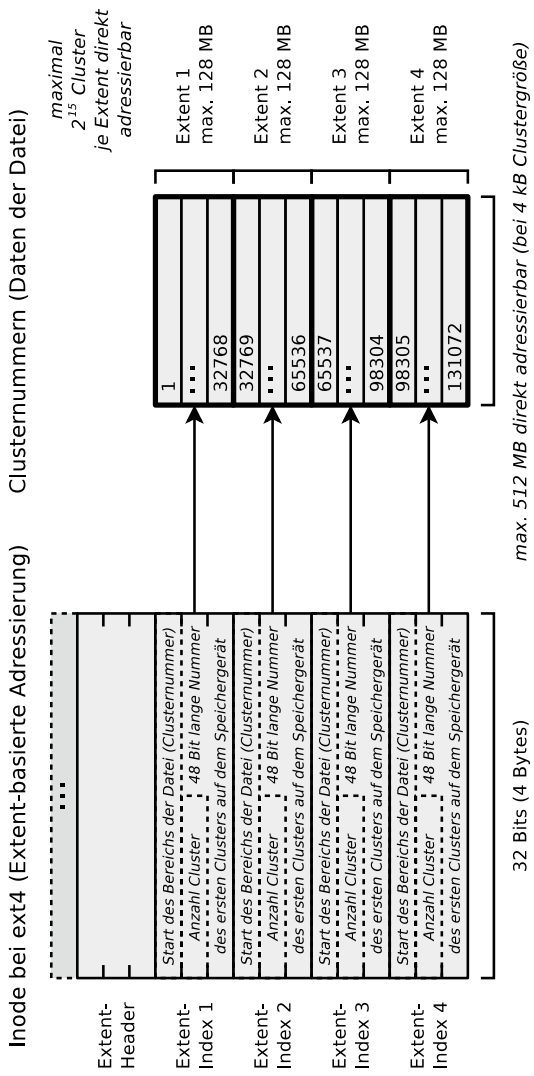 Inode bei ext4 (Extent-basierte Adressierung)
Clusternummern (Daten der Datei)
maximal
2^15 Cluster
je Extent direkt
adressierbar
...
Extent-
Header
Extent-
Index 1
Start des Bereichs der Datei (Clusternummer)
Anzahl Cluster
48 Bit lange Nummer
des ersten Clusters auf dem Speichergerät
1
...
32768
Extent 1
max. 128 MB
Extent-
Index 2
Start des Bereichs der Datei (Clusternummer)
Anzahl Cluster
48 Bit lange Nummer
des ersten Clusters auf dem Speichergerät
32769
...
65536
Extent 2
max. 128 MB
Extent-
Index 3
Start des Bereichs der Datei (Clusternummer)
Anzahl Cluster
48 Bit lange Nummer
des ersten Clusters auf dem Speichergerät
65537
...
98304
Extent 3
max. 128 MB
Extent-
Index 4
Start des Bereichs der Datei (Clusternummer)
Anzahl Cluster
48 Bit lange Nummer
des ersten Clusters auf dem Speichergerät
98305
...
131072
Extent 4
max. 128 MB
32 Bits (4 Bytes)
max. 512 MB direkt adressierbar (bei 4 kB Clustergröße)